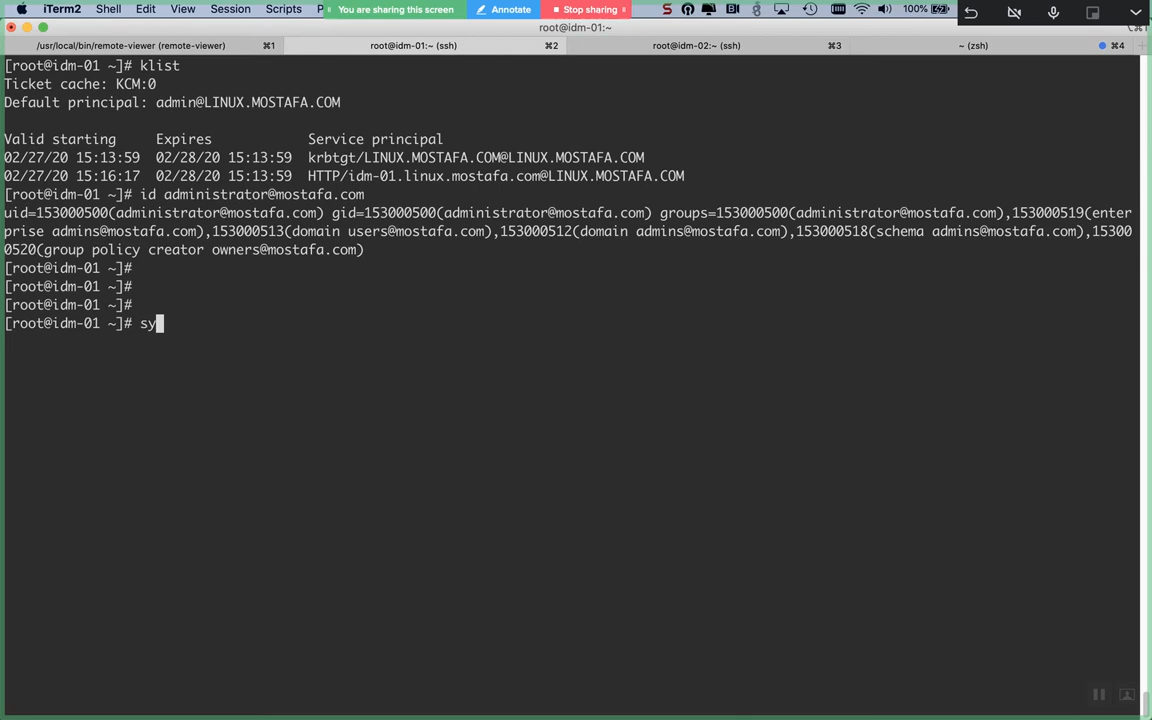 iTerm2 Shell Edit View Session Scripts P You are sharing this screen Annotate Stop sharing 100%
root@idm-01:~ (ssh) ⌥⌘1
/usr/local/bin/remote-viewer (remote-viewer) ⌘1 root@idm-01:~ (ssh) ⌘2 root@idm-02:~ (ssh) ⌘3 ~ (zsh) ⌘4
[root@idm-01 ~]# klist
Ticket cache: KCM:0
Default principal: admin@LINUX.MOSTAFA.COM
Valid starting Expires Service principal
02/27/20 15:13:59 02/28/20 15:13:59 krbtgt/LINUX.MOSTAFA.COM@LINUX.MOSTAFA.COM
02/27/20 15:16:17 02/28/20 15:13:59 HTTP/idm-01.linux.mostafa.com@LINUX.MOSTAFA.COM
[root@idm-01 ~]# id administrator@mostafa.com
uid=153000500(administrator@mostafa.com) gid=153000500(administrator@mostafa.com) groups=153000500(administrator@mostafa.com),153000519(enter
prise admins@mostafa.com),153000513(domain users@mostafa.com),153000512(domain admins@mostafa.com),153000518(schema admins@mostafa.com),15300
0520(group policy creator owners@mostafa.com)
[root@idm-01 ~]#
[root@idm-01 ~]#
[root@idm-01 ~]#
[root@idm-01 ~]# sy